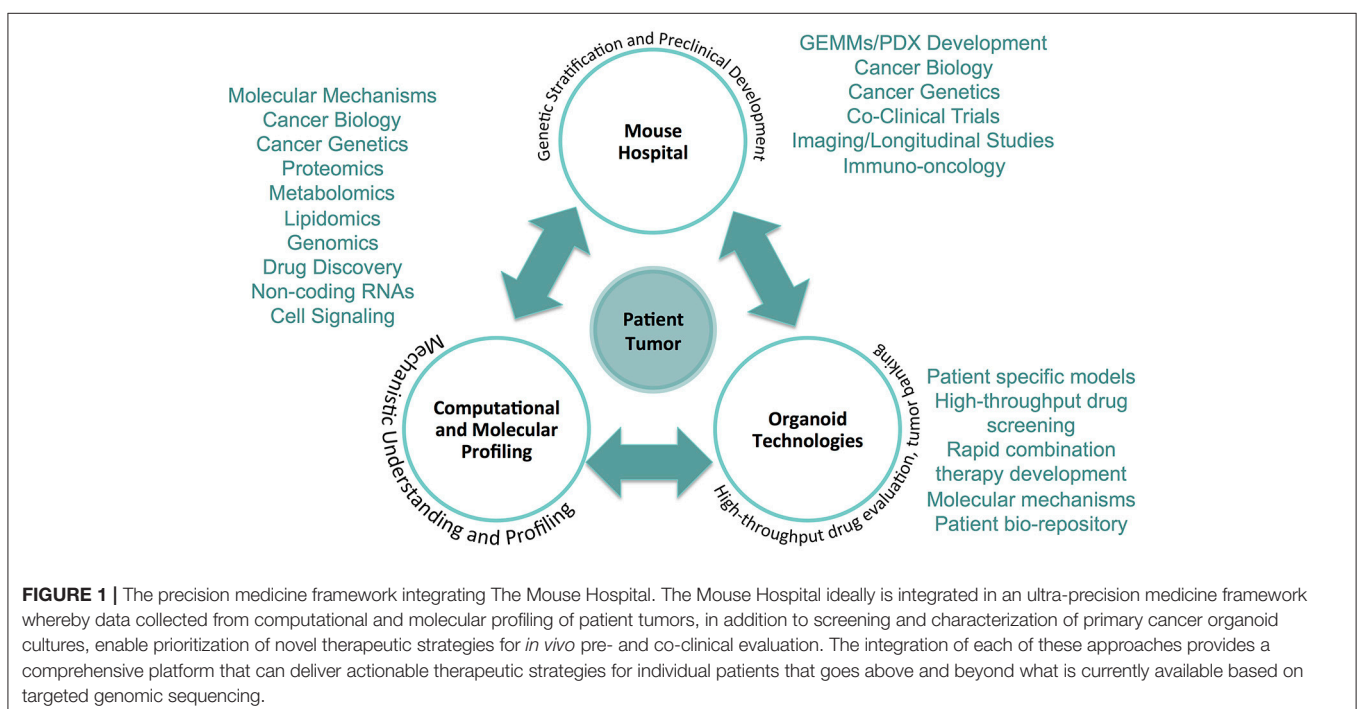 Genetic Stratification and Preclinical Development
Mouse
Hospital
GEMMs/PDX Development
Cancer Biology
Cancer Genetics
Co-Clinical Trials
Imaging/Longitudinal Studies
Immuno-oncology
Molecular Mechanisms
Cancer Biology
Cancer Genetics
Proteomics
Metabolomics
Lipidomics
Genomics
Drug Discovery
Non-coding RNAs
Cell Signaling
Patient
Tumor
Mechanistic Understanding and Profiling
Computational
and Molecular
Profiling
Organoid
Technologies
High-throughput drug evaluation, tumor banking
Patient specific models
High-throughput drug
screening
Rapid combination
therapy development
Molecular mechanisms
Patient bio-repository
FIGURE 1 | The precision medicine framework integrating The Mouse Hospital. The Mouse Hospital ideally is integrated in an ultra-precision medicine framework
whereby data collected from computational and molecular profiling of patient tumors, in addition to screening and characterization of primary cancer organoid
cultures, enable prioritization of novel therapeutic strategies for in vivo pre- and co-clinical evaluation. The integration of each of these approaches provides a
comprehensive platform that can deliver actionable therapeutic strategies for individual patients that goes above and beyond what is currently available based on
targeted genomic sequencing.